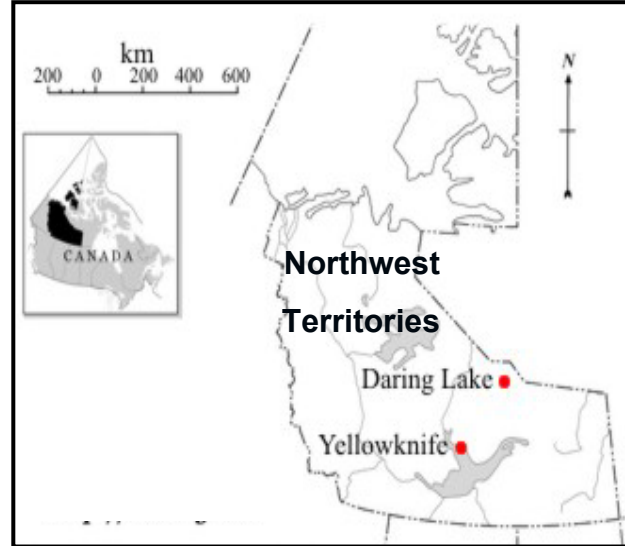 km
200 0 200 400 600
N
CANADA
Northwest
Territories
Daring Lake
Yellowknife